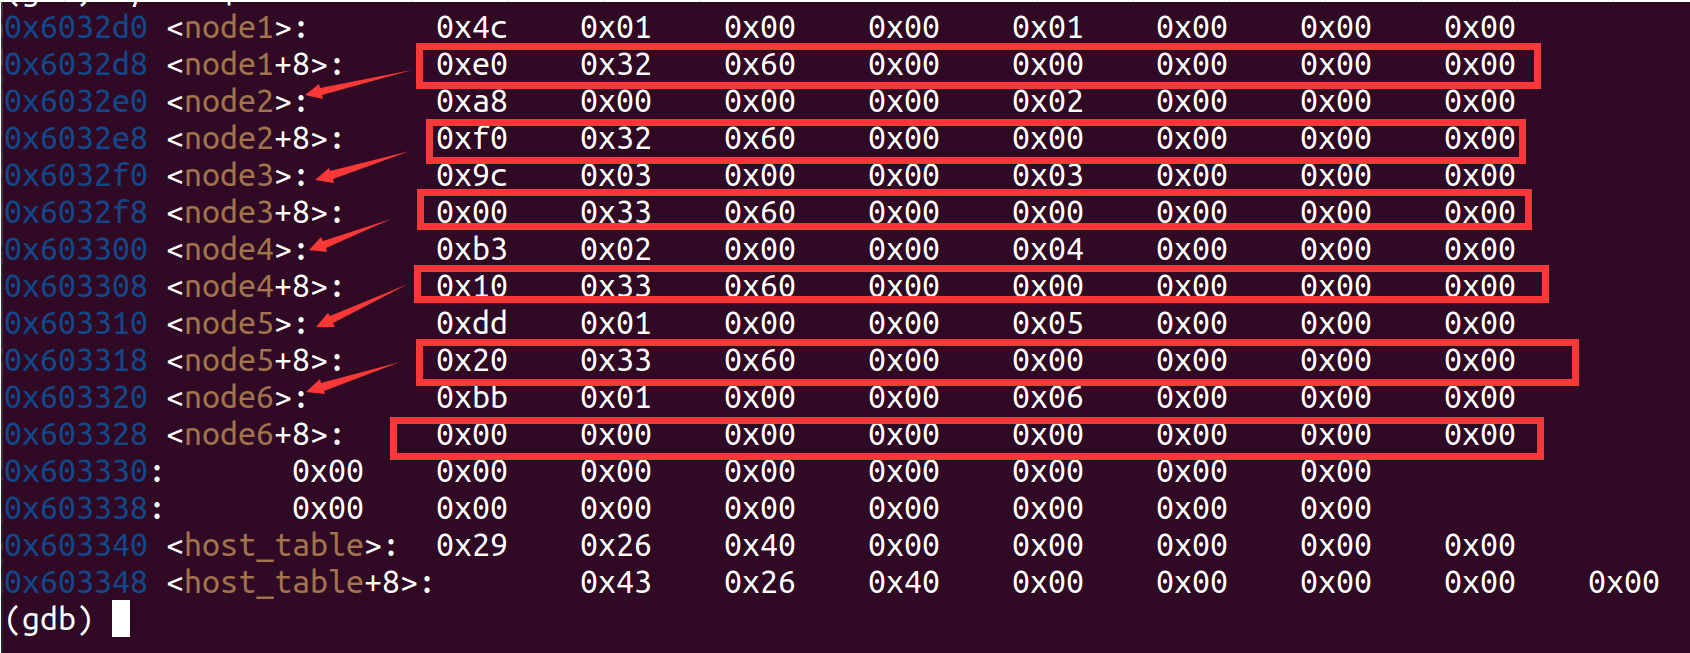 0x6032d0 <node1>: 0x4c 0x01 0x00 0x00 0x01 0x00 0x00 0x00
0x6032d8 <node1+8>: 0xe0 0x32 0x60 0x00 0x00 0x00 0x00 0x00
0x6032e0 <node2>: 0xa8 0x00 0x00 0x00 0x02 0x00 0x00 0x00
0x6032e8 <node2+8>: 0xf0 0x32 0x60 0x00 0x00 0x00 0x00 0x00
0x6032f0 <node3>: 0x9c 0x03 0x00 0x00 0x03 0x00 0x00 0x00
0x6032f8 <node3+8>: 0x00 0x33 0x60 0x00 0x00 0x00 0x00 0x00
0x603300 <node4>: 0xb3 0x02 0x00 0x00 0x04 0x00 0x00 0x00
0x603308 <node4+8>: 0x10 0x33 0x60 0x00 0x00 0x00 0x00 0x00
0x603310 <node5>: 0xdd 0x01 0x00 0x00 0x05 0x00 0x00 0x00
0x603318 <node5+8>: 0x20 0x33 0x60 0x00 0x00 0x00 0x00 0x00
0x603320 <node6>: 0xbb 0x01 0x00 0x00 0x06 0x00 0x00 0x00
0x603328 <node6+8>: 0x00 0x00 0x00 0x00 0x00 0x00 0x00 0x00
0x603330: 0x00 0x00 0x00 0x00 0x00 0x00 0x00 0x00
0x603338: 0x00 0x00 0x00 0x00 0x00 0x00 0x00 0x00
0x603340 <host_table>: 0x29 0x26 0x40 0x00 0x00 0x00 0x00 0x00
0x603348 <host_table+8>: 0x43 0x26 0x40 0x00 0x00 0x00 0x00 0x00
(gdb)